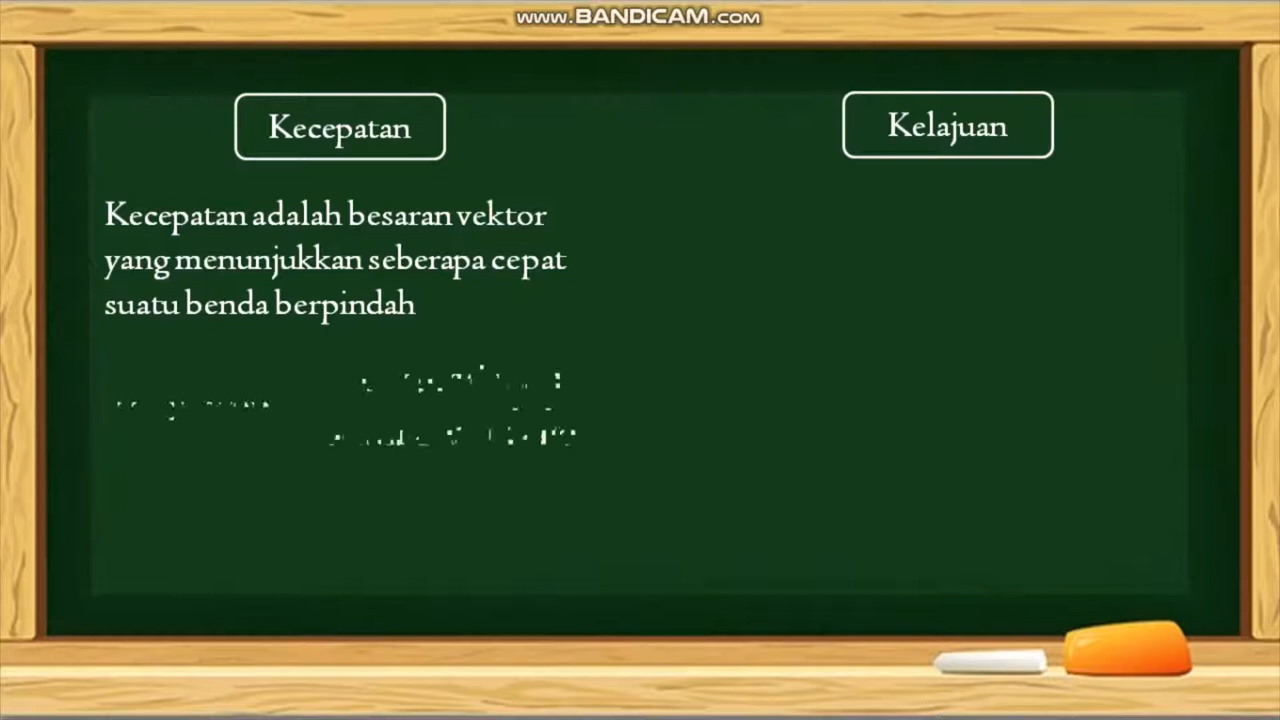 www.BANDICAM.com
Kecepatan
Kelajuan
Kecepatan adalah besaran vektor
yang menunjukkan seberapa cepat
suatu benda berpindah